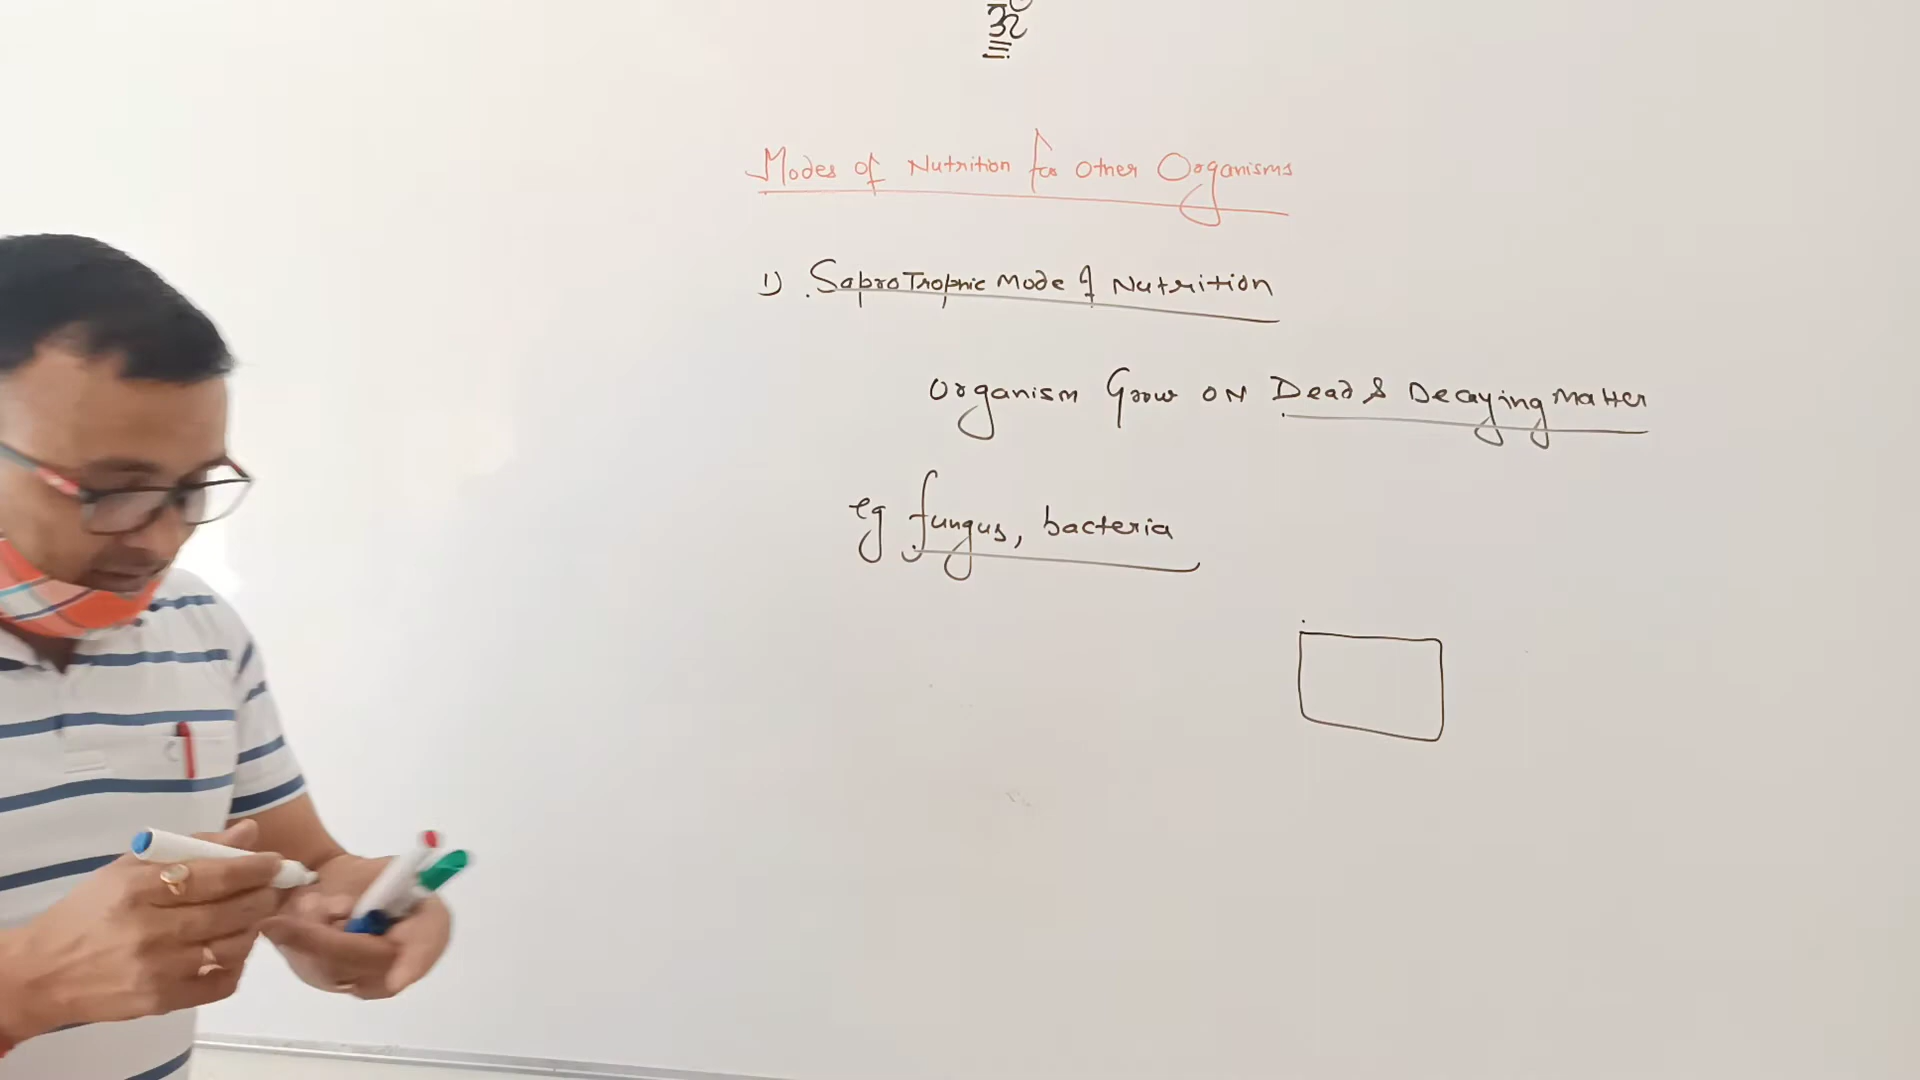 ॐ
Modes of Nutrition for Other Organisms
1) SaproTrophic Mode of Nutrition
Organism Grow ON Dead & Decaying Matter
eg fungus, bacteria